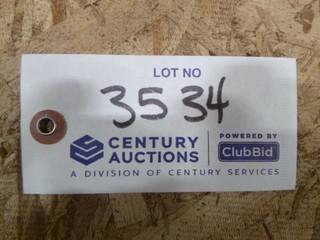 LOT NO
3534
CENTURY AUCTIONS
POWERED BY
ClubBid
A DIVISION OF CENTURY SERVICES